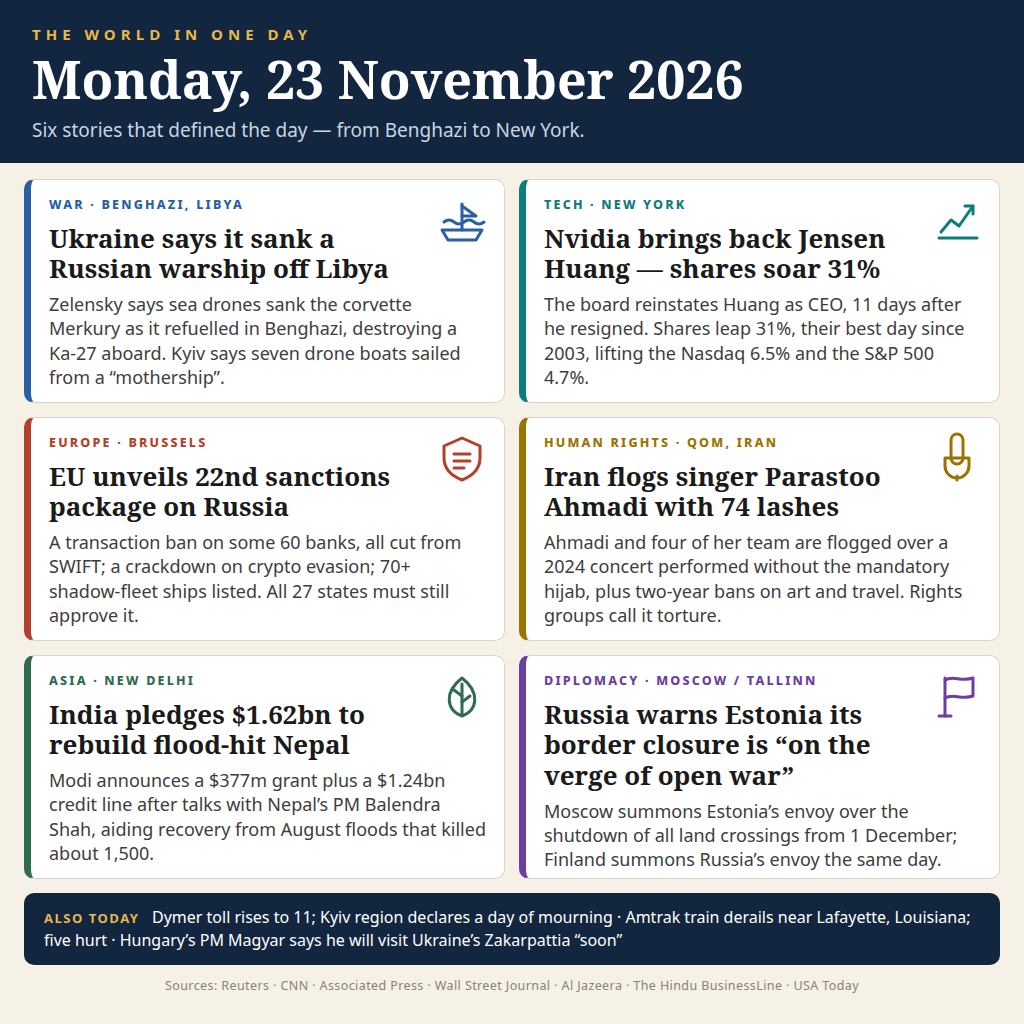 THE WORLD IN ONE DAY
Monday, 23 November 2026
Six stories that defined the day — from Benghazi to New York.
WAR · BENGHAZI, LIBYA
Ukraine says it sank a
Russian warship off Libya
Zelensky says sea drones sank the corvette
Merkury as it refuelled in Benghazi, destroying a
Ka-27 aboard. Kyiv says seven drone boats sailed
from a “mothership”.
TECH · NEW YORK
Nvidia brings back Jensen
Huang — shares soar 31%
The board reinstates Huang as CEO, 11 days after
he resigned. Shares leap 31%, their best day since
2003, lifting the Nasdaq 6.5% and the S&P 500
4.7%.
EUROPE · BRUSSELS
EU unveils 22nd sanctions
package on Russia
A transaction ban on some 60 banks, all cut from
SWIFT; a crackdown on crypto evasion; 70+
shadow-fleet ships listed. All 27 states must still
approve it.
HUMAN RIGHTS · QOM, IRAN
Iran flogs singer Parastoo
Ahmadi with 74 lashes
Ahmadi and four of her team are flogged over a
2024 concert performed without the mandatory
hijab, plus two-year bans on art and travel. Rights
groups call it torture.
ASIA · NEW DELHI
India pledges $1.62bn to
rebuild flood-hit Nepal
Modi announces a $377m grant plus a $1.24bn
credit line after talks with Nepal’s PM Balendra
Shah, aiding recovery from August floods that killed
about 1,500.
DIPLOMACY · MOSCOW / TALLINN
Russia warns Estonia its
border closure is “on the
verge of open war”
Moscow summons Estonia’s envoy over the
shutdown of all land crossings from 1 December;
Finland summons Russia’s envoy the same day.
ALSO TODAY Dymer toll rises to 11; Kyiv region declares a day of mourning · Amtrak train derails near Lafayette, Louisiana;
five hurt · Hungary’s PM Magyar says he will visit Ukraine’s Zakarpattia “soon”
Sources: Reuters · CNN · Associated Press · Wall Street Journal · Al Jazeera · The Hindu BusinessLine · USA Today